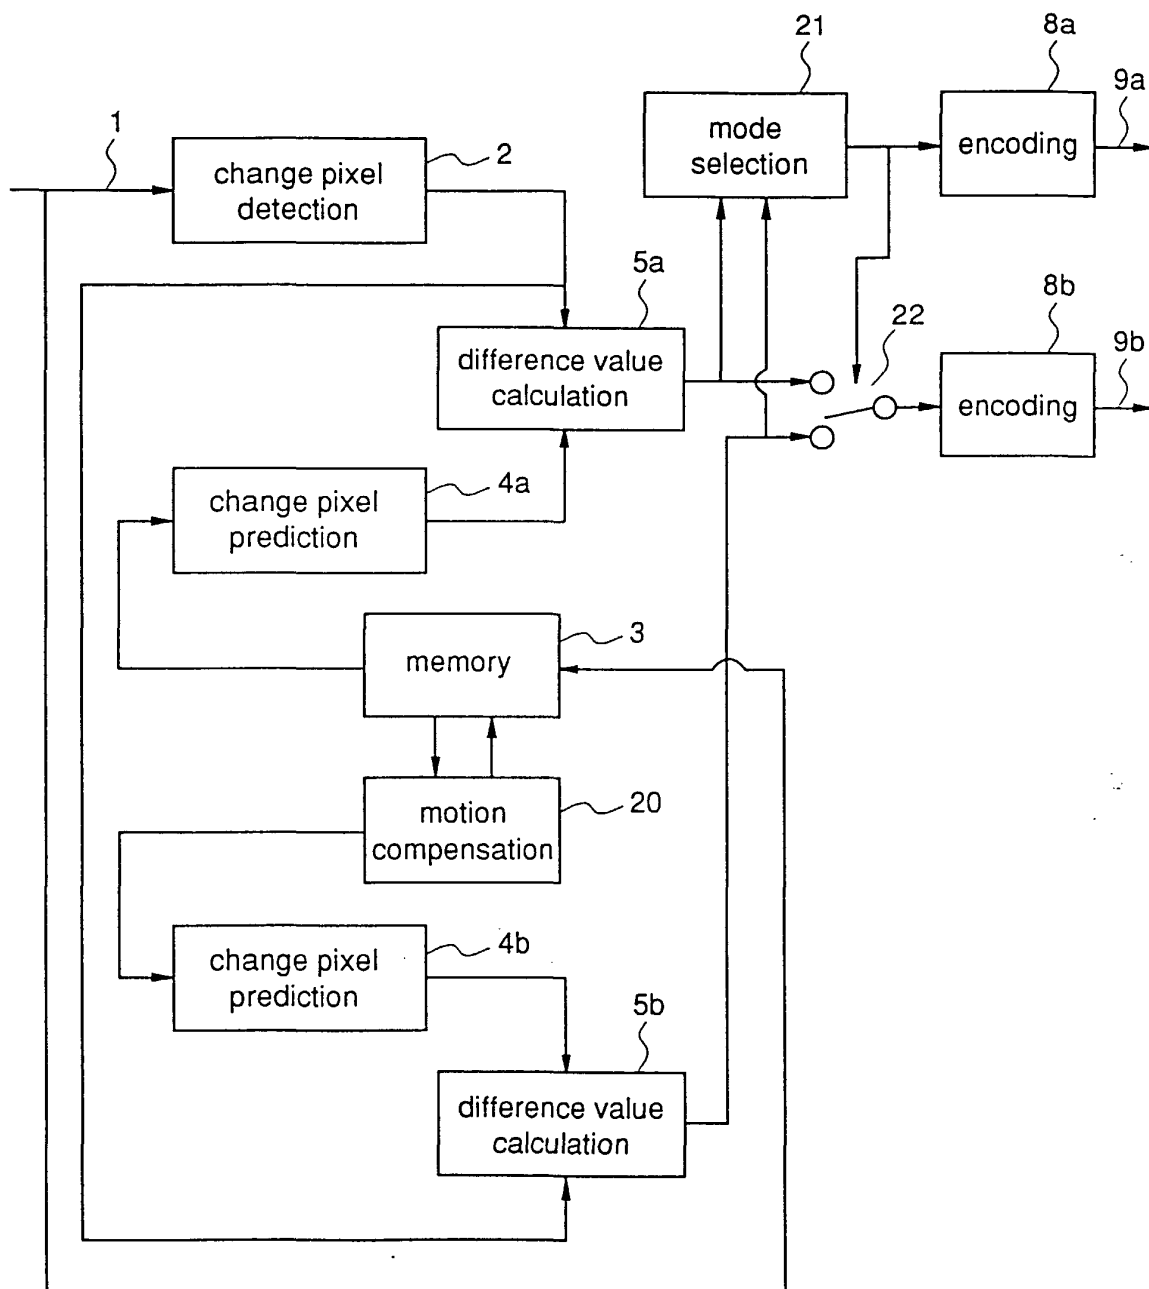 21
8a
9a
mode
selection
encoding
1
2
change pixel
detection
5a
8b
22
9b
difference value
calculation
encoding
4a
change pixel
prediction
3
memory
20
motion
compensation
4b
change pixel
prediction
5b
difference value
calculation